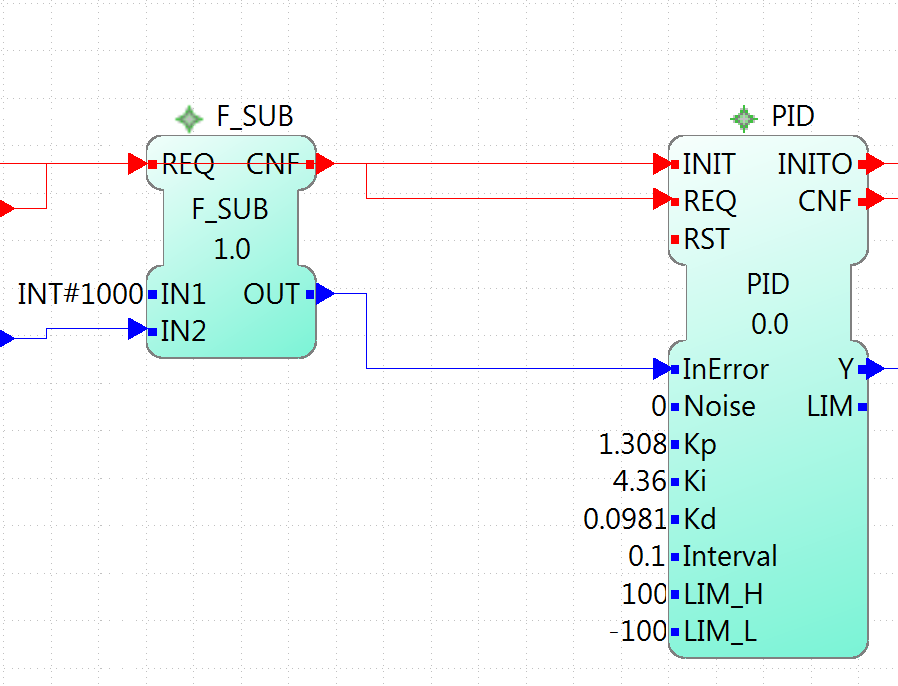 F_SUB
REQ CNF
F_SUB
1.0
INT#1000 IN1 OUT
IN2
PID
INIT INITO
REQ CNF
RST
PID
0.0
InError Y
0 Noise LIM
1.308 Kp
4.36 Ki
0.0981 Kd
0.1 Interval
100 LIM_H
-100 LIM_L